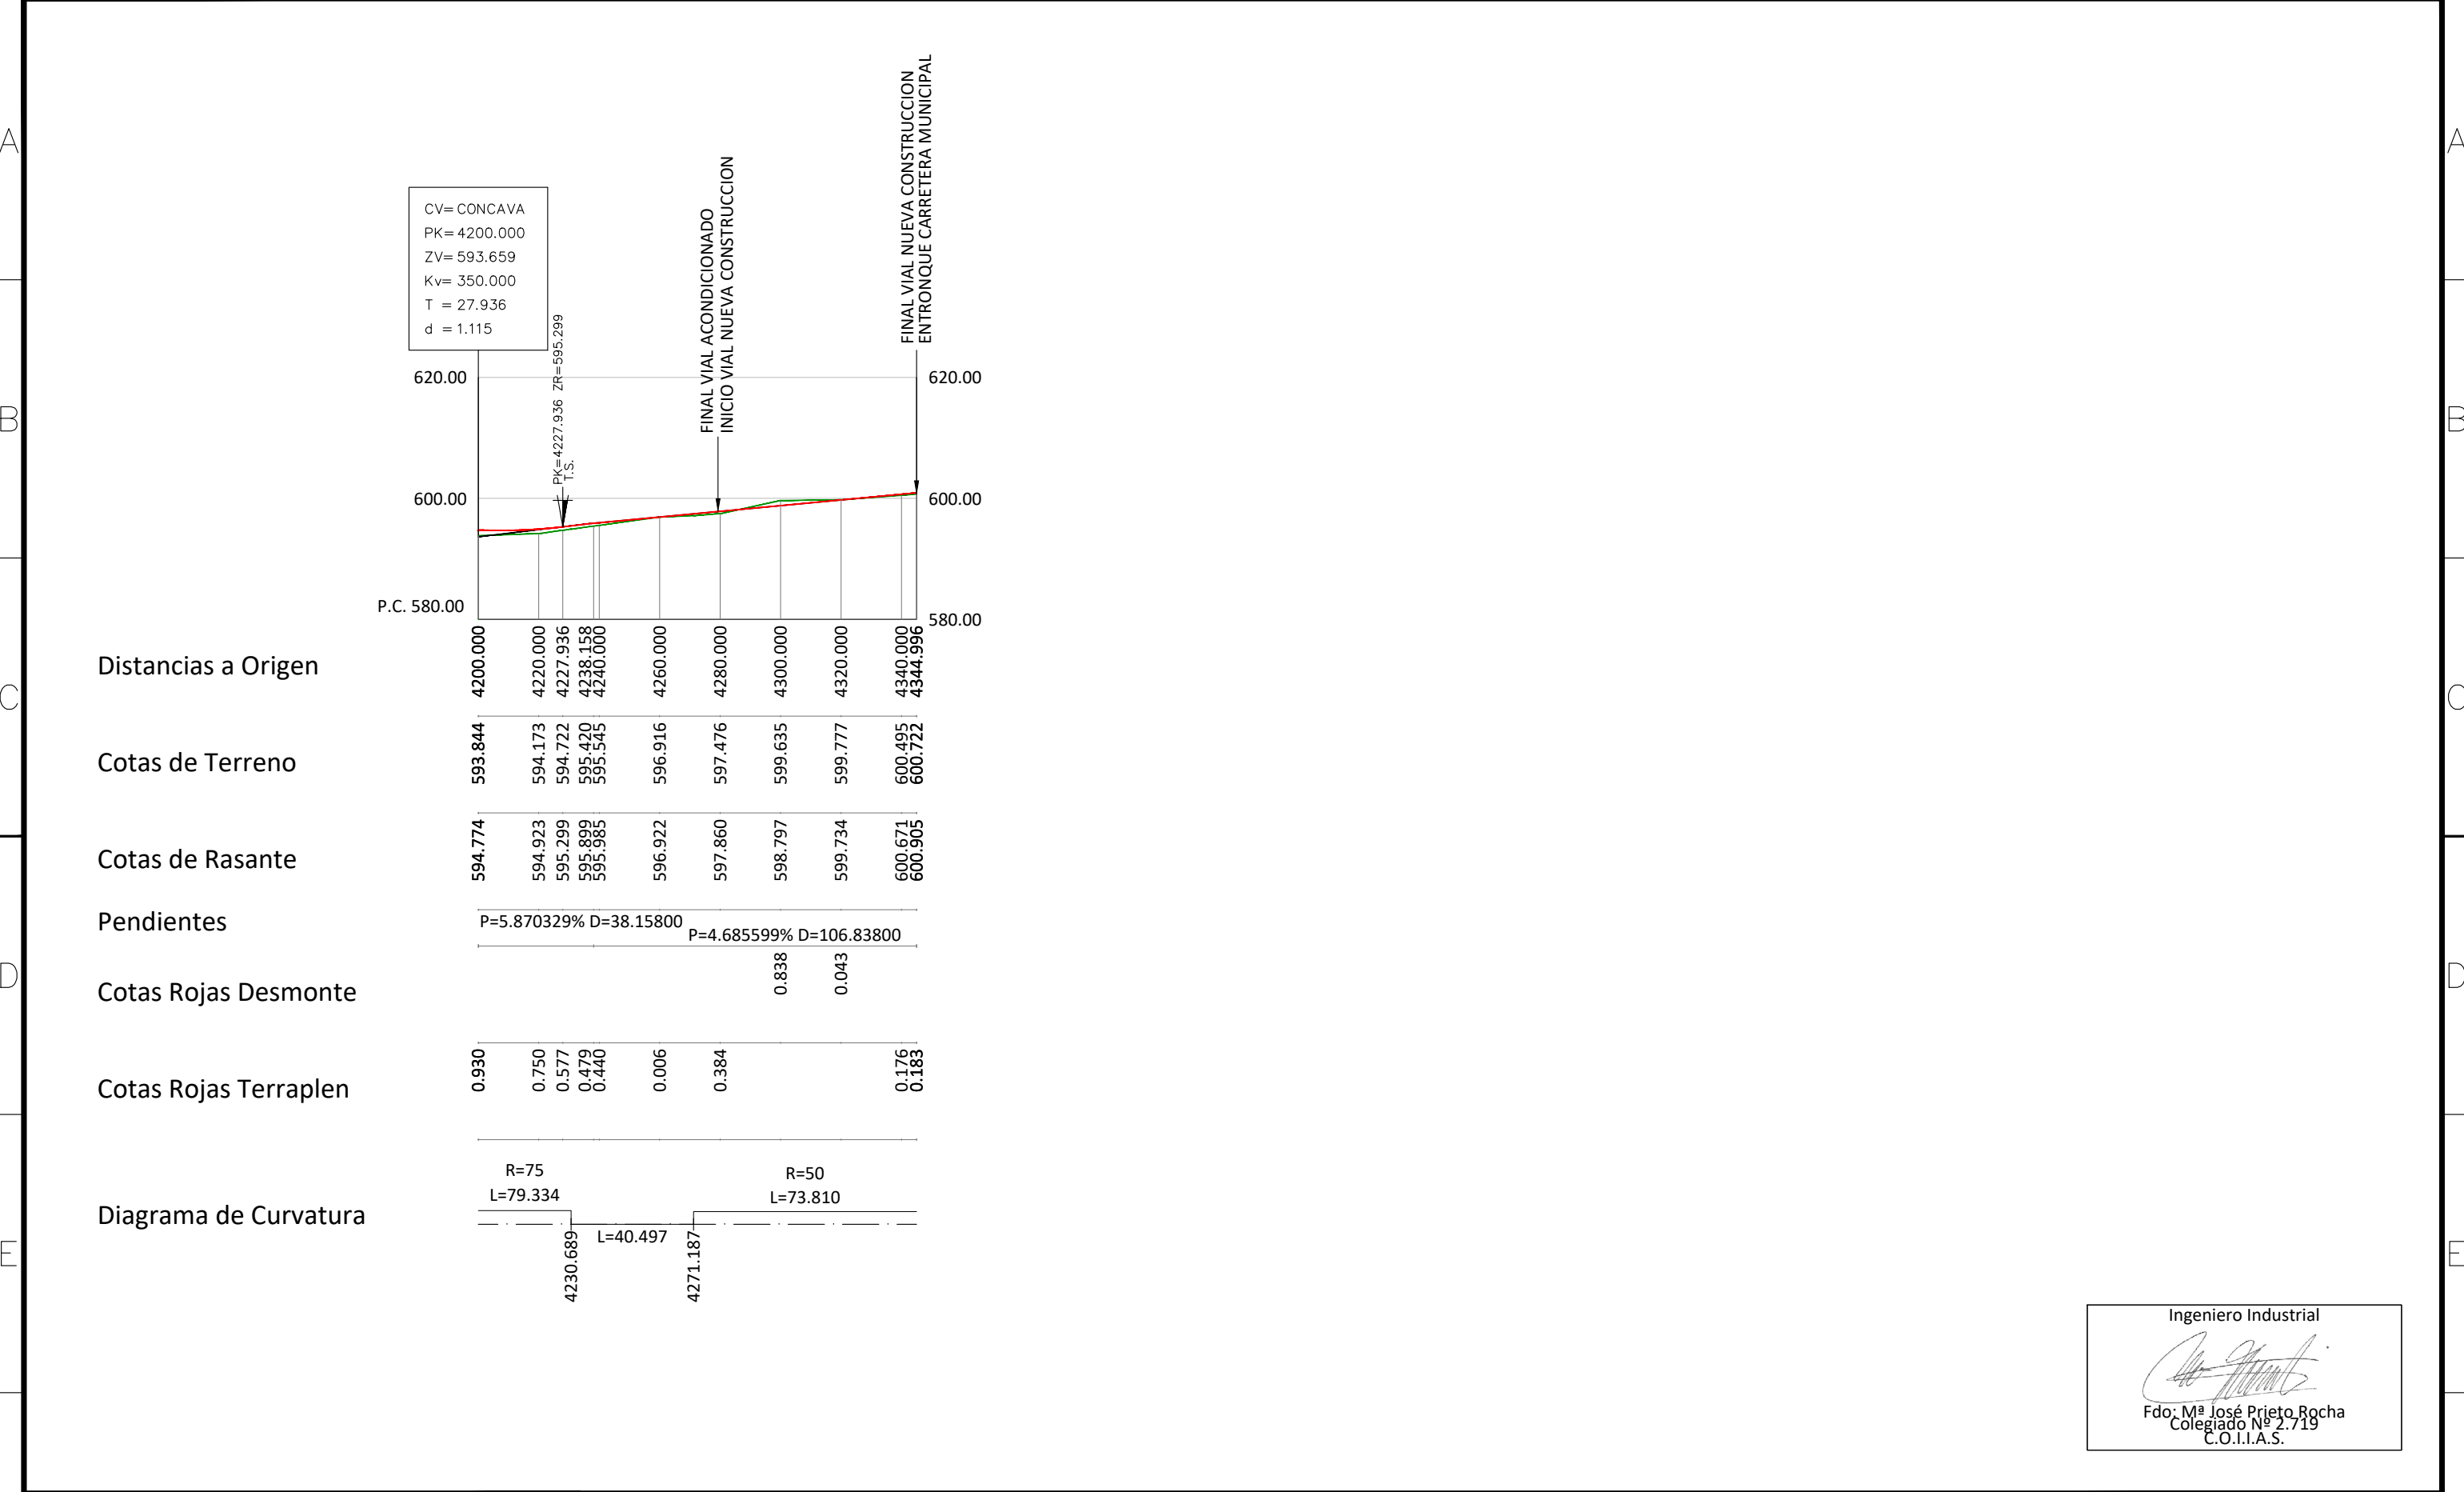 A
A
B
B
C
C
D
D
E
E
FINAL VIAL NUEVA CONSTRUCCION
ENTRONQUE CARRETERA MUNICIPAL
FINAL VIAL ACONDICIONADO
INICIO VIAL NUEVA CONSTRUCCION
CV= CONCAVA
PK= 4200.000
ZV= 593.659
Kv= 350.000
T = 27.936
d = 1.115
PK=4227.936 ZR=595.299
T.S.
620.00
620.00
600.00
600.00
P.C. 580.00
580.00
Distancias a Origen
4200.000 4220.000 4227.936 4238.158 4240.000 4260.000 4280.000 4300.000 4320.000 4340.000 4344.996
Cotas de Terreno
593.844 594.173 594.722 595.420 595.545 596.916 597.476 599.635 599.777 600.495 600.722
Cotas de Rasante
594.774 594.923 595.299 595.899 595.985 596.922 597.860 598.797 599.734 600.671 600.905
Pendientes
P=5.870329% D=38.15800
P=4.685599% D=106.83800
Cotas Rojas Desmonte
0.838 0.043
Cotas Rojas Terraplen
0.930 0.750 0.577 0.479 0.440 0.006 0.384 0.176 0.183
Diagrama de Curvatura
R=75
L=79.334
R=50
L=73.810
L=40.497
4230.689
4271.187
Ingeniero Industrial
Fdo: Mª José Prieto Rocha
Colegiado Nº 2.719
C.O.I.I.A.S.